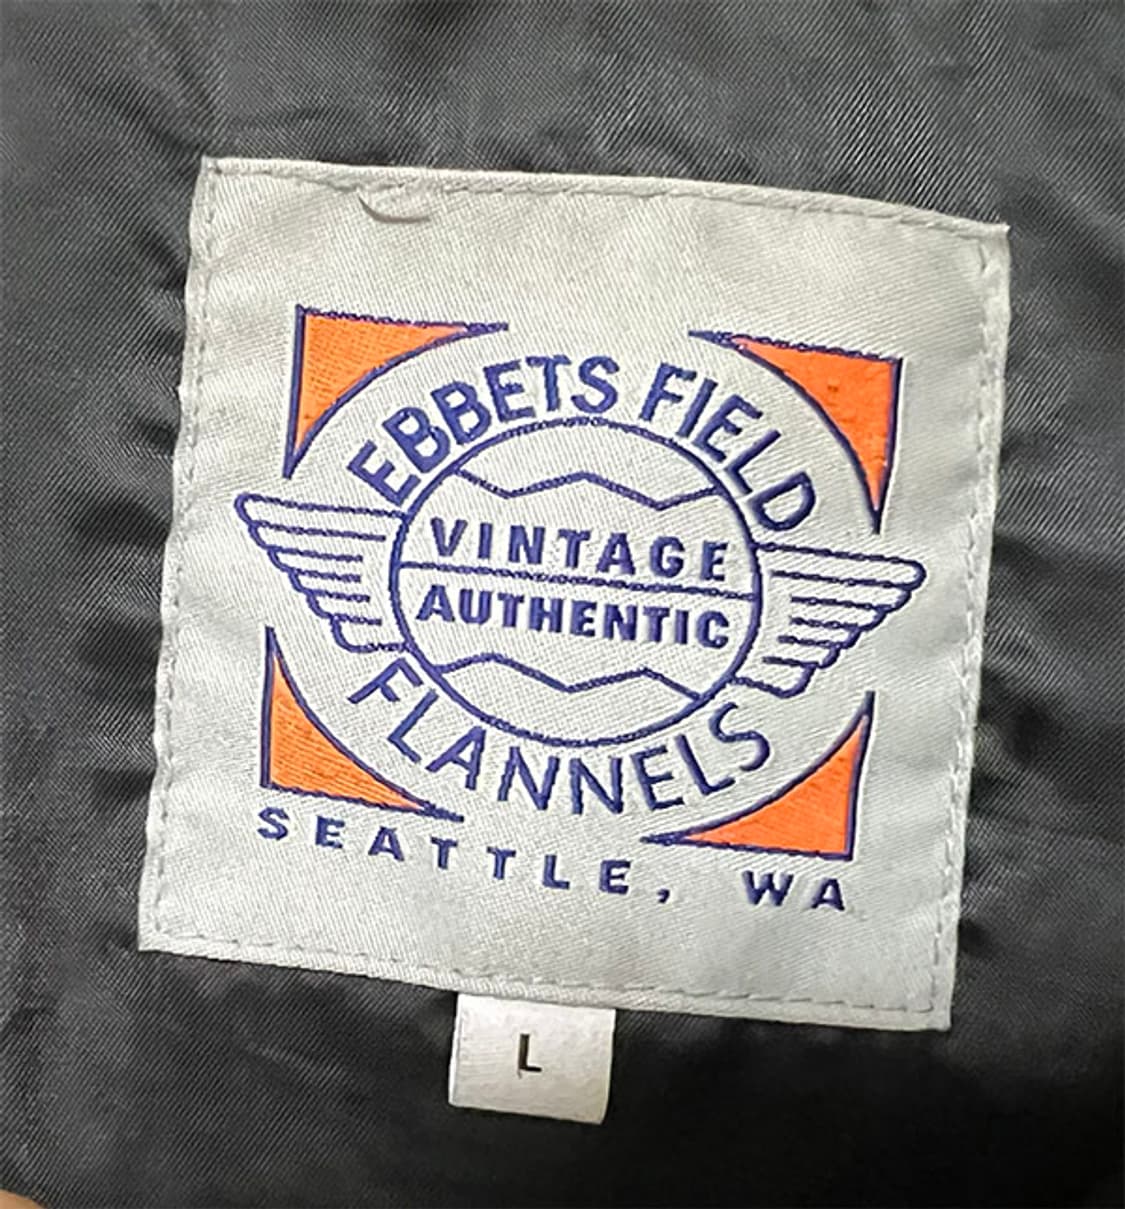 EBBETS FIELD
VINTAGE
AUTHENTIC
FLANNELS
SEATTLE, WA
L